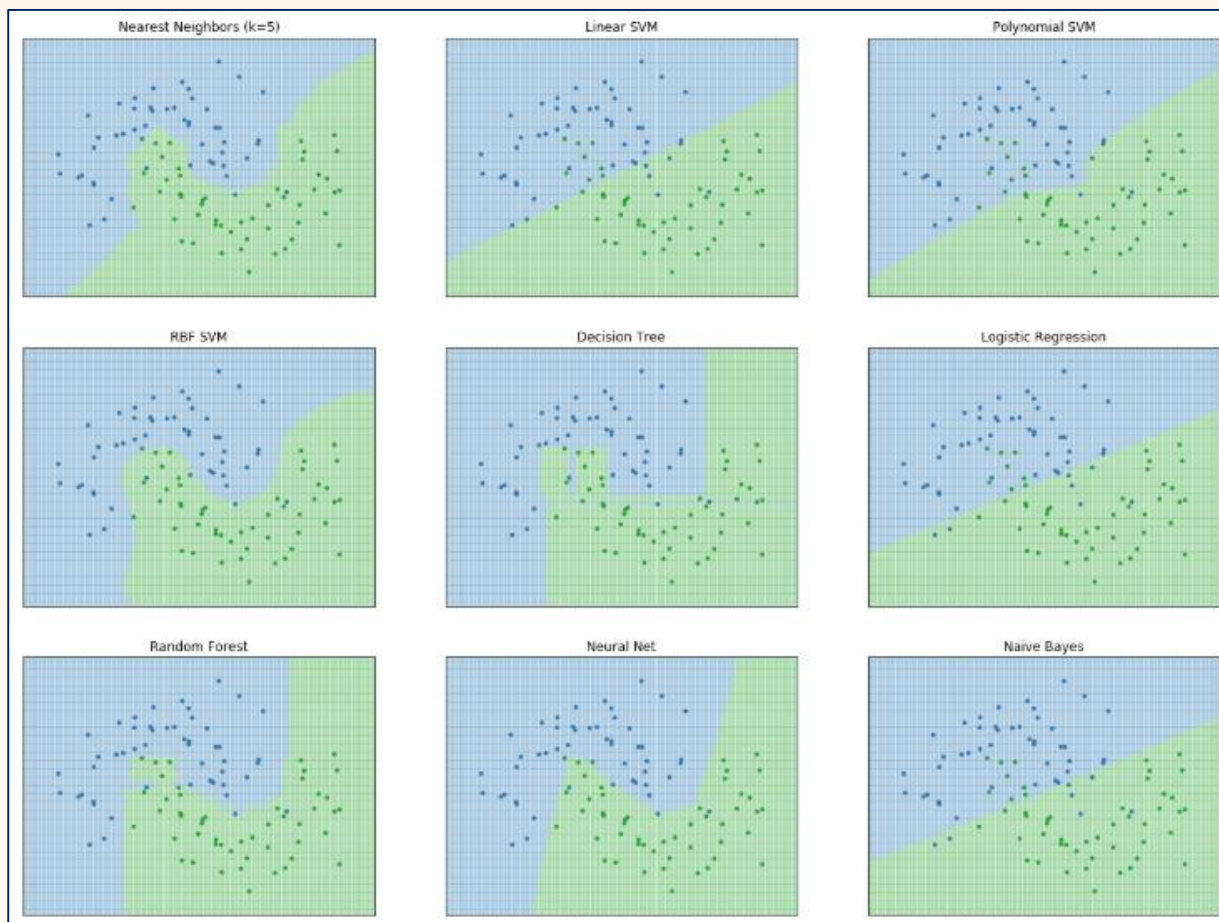 Nearest Neighbors (k=5)
Linear SVM
Polynomial SVM
RBF SVM
Decision Tree
Logistic Regression
Random Forest
Neural Net
Naive Bayes